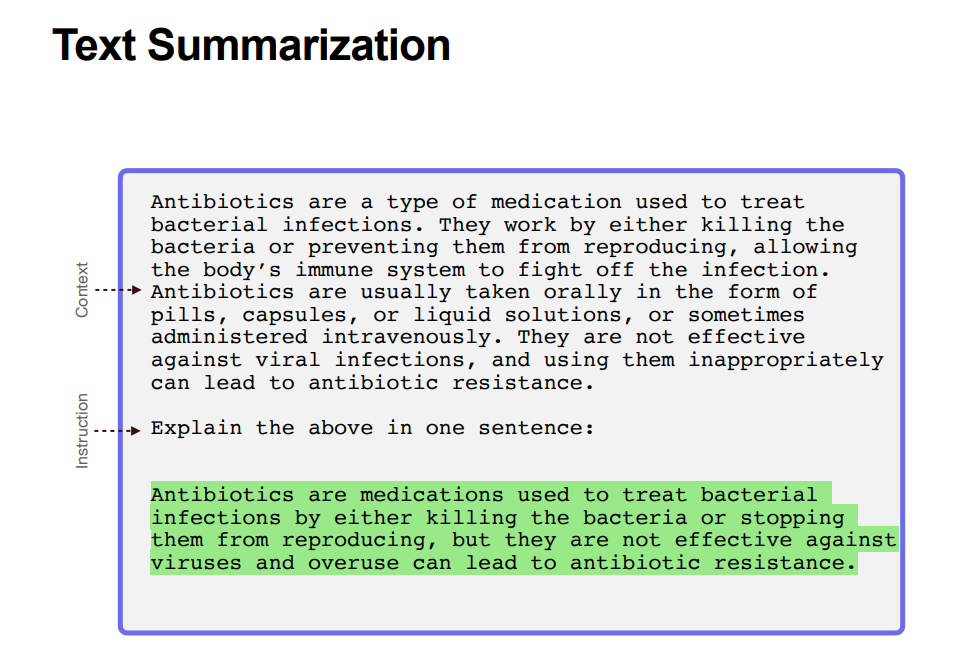 Text Summarization
Antibiotics are a type of medication used to treat
bacterial infections. They work by either killing the
bacteria or preventing them from reproducing, allowing
the body’s immune system to fight off the infection.
Antibiotics are usually taken orally in the form of
pills, capsules, or liquid solutions, or sometimes
administered intravenously. They are not effective
against viral infections, and using them inappropriately
can lead to antibiotic resistance.
Context
Explain the above in one sentence:
Instruction
Antibiotics are medications used to treat bacterial
infections by either killing the bacteria or stopping
them from reproducing, but they are not effective against
viruses and overuse can lead to antibiotic resistance.